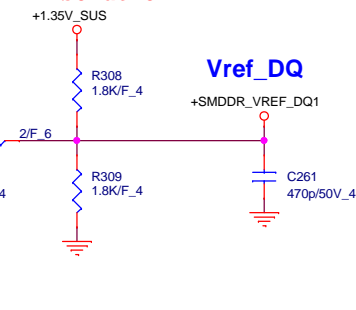 +1.35V_SUS
R308
1.8K/F_4
Vref_DQ
+SMDDR_VREF_DQ1
2/F_6
R309
1.8K/F_4
C261
470p/50V_4
4